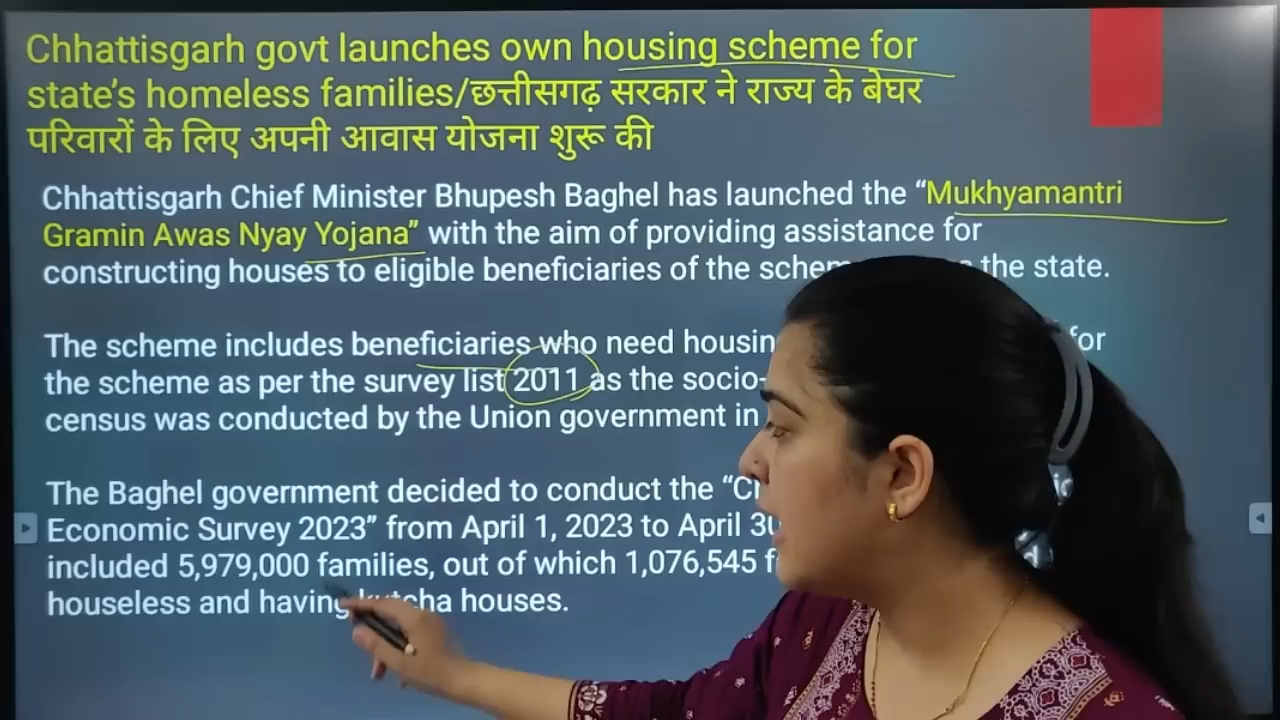 Chhattisgarh govt launches own housing scheme for
state's homeless families/छत्तीसगढ़ सरकार ने राज्य के बेघर
परिवारों के लिए अपनी आवास योजना शुरू की
Chhattisgarh Chief Minister Bhupesh Baghel has launched the “Mukhyamantri
Gramin Awas Nyay Yojana” with the aim of providing assistance for
constructing houses to eligible beneficiaries of the the state.
The scheme includes beneficiaries who need for
the scheme as per the survey list 2011 as the socio-
census was conducted by the Union government in
The Baghel government decided to conduct the
Economic Survey 2023” from April 1, 2023 to April
included 5,979,000 families, out of which 1,076,545
houseless and having kutcha houses.